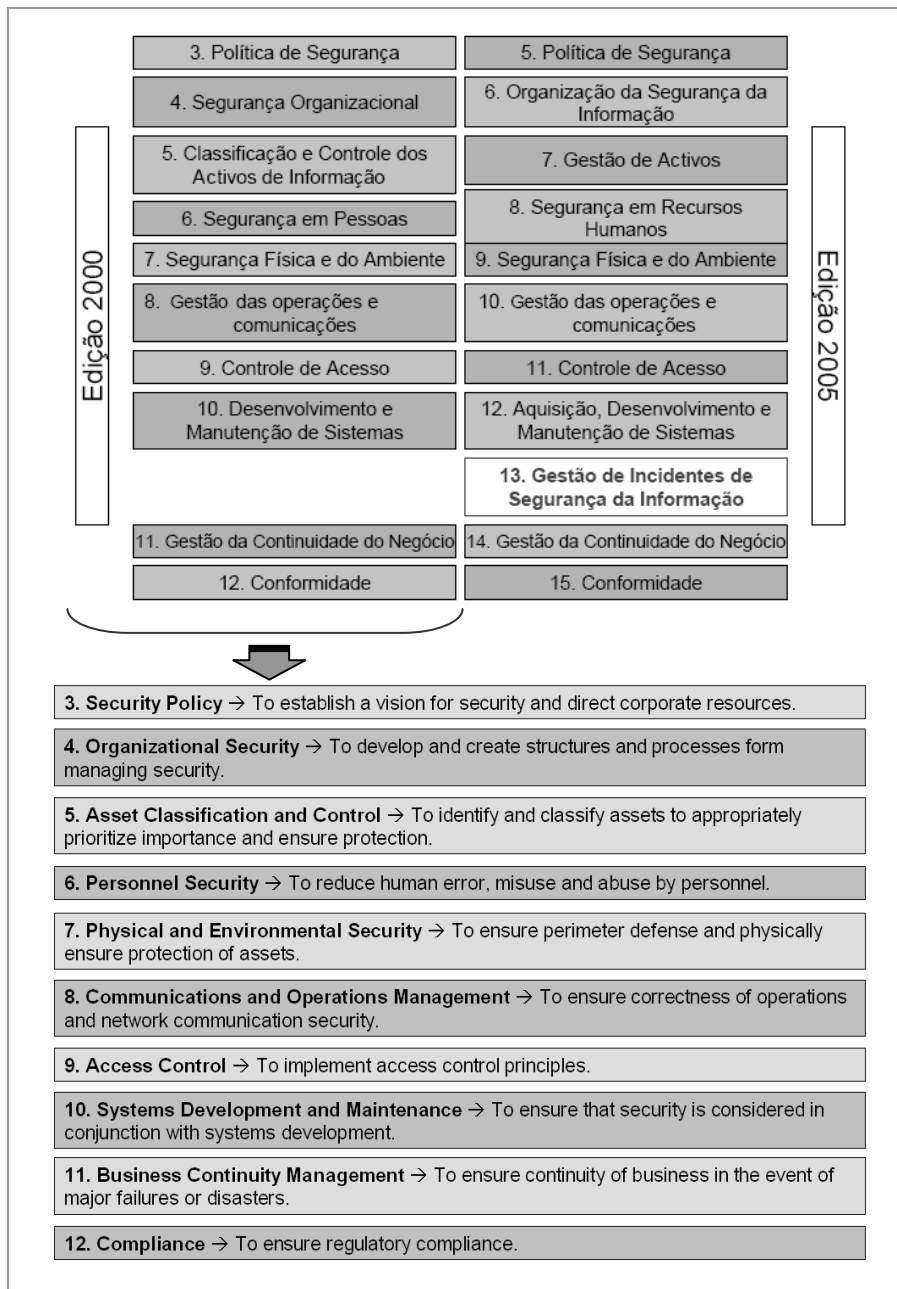 3. Política de Segurança
5. Política de Segurança
4. Segurança Organizacional
6. Organização da Segurança da
Informação
5. Classificação e Controle dos
Activos de Informação
7. Gestão de Activos
6. Segurança em Pessoas
8. Segurança em Recursos
Humanos
7. Segurança Física e do Ambiente
9. Segurança Física e do Ambiente
8. Gestão das operações e
comunicações
10. Gestão das operações e
comunicações
9. Controle de Acesso
11. Controle de Acesso
10. Desenvolvimento e
Manutenção de Sistemas
12. Aquisição, Desenvolvimento e
Manutenção de Sistemas
13. Gestão de Incidentes de
Segurança da Informação
11. Gestão da Continuidade do Negócio
14. Gestão da Continuidade do Negócio
12. Conformidade
15. Conformidade
Edição 2000
Edição 2005
3. Security Policy → To establish a vision for security and direct corporate resources.
4. Organizational Security → To develop and create structures and processes form
managing security.
5. Asset Classification and Control → To identify and classify assets to appropriately
prioritize importance and ensure protection.
6. Personnel Security → To reduce human error, misuse and abuse by personnel.
7. Physical and Environmental Security → To ensure perimeter defense and physically
ensure protection of assets.
8. Communications and Operations Management → To ensure correctness of operations
and network communication security.
9. Access Control → To implement access control principles.
10. Systems Development and Maintenance → To ensure that security is considered in
conjunction with systems development.
11. Business Continuity Management → To ensure continuity of business in the event of
major failures or disasters.
12. Compliance → To ensure regulatory compliance.